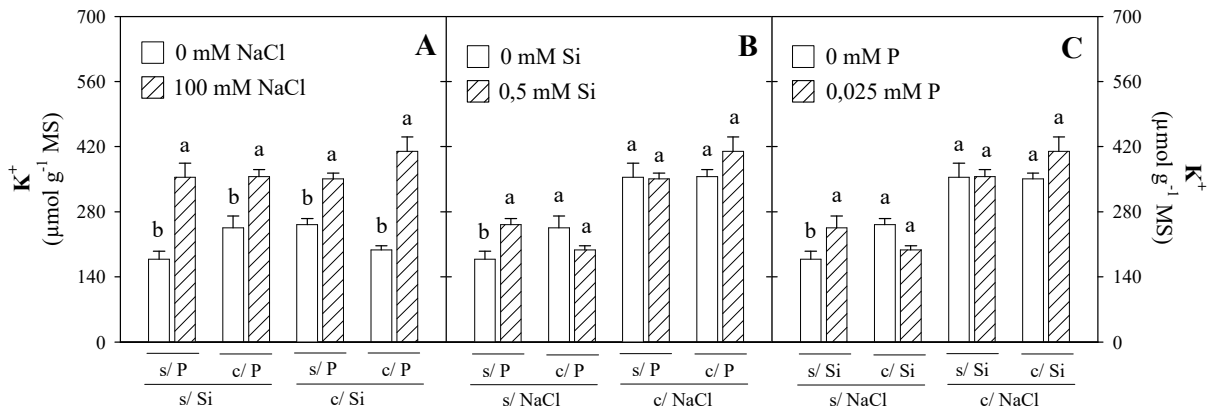 K⁺
(µmol g⁻¹ MS)
700
560
420
280
140
0
A
0 mM NaCl
100 mM NaCl
b a b a b a b a
s/ P c/ P s/ P c/ P
s/ Si c/ Si
B
0 mM Si
0,5 mM Si
b a a a a a a a
s/ P c/ P s/ P c/ P
s/ NaCl c/ NaCl
C
0 mM P
0,025 mM P
b a a a a a a a
s/ Si c/ Si s/ Si c/ Si
s/ NaCl c/ NaCl
700
560
420
280
140
0
K⁺
(µmol g⁻¹ MS)